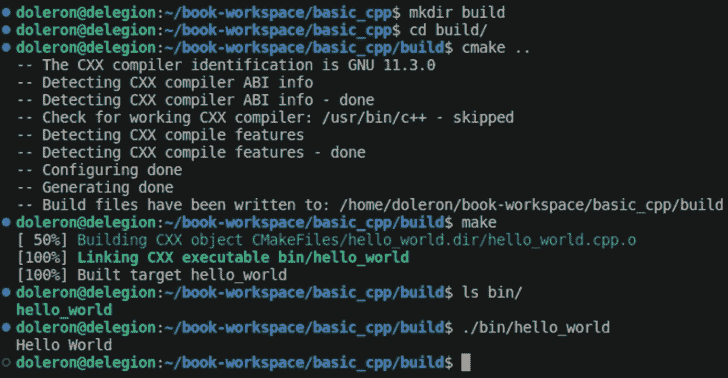 doleron@delegion:~/book-workspace/basic_cpp$ mkdir build
doleron@delegion:~/book-workspace/basic_cpp$ cd build/
doleron@delegion:~/book-workspace/basic_cpp/build$ cmake ..
-- The CXX compiler identification is GNU 11.3.0
-- Detecting CXX compiler ABI info
-- Detecting CXX compiler ABI info - done
-- Check for working CXX compiler: /usr/bin/c++ - skipped
-- Detecting CXX compile features
-- Detecting CXX compile features - done
-- Configuring done
-- Generating done
-- Build files have been written to: /home/doleron/book-workspace/basic_cpp/build
doleron@delegion:~/book-workspace/basic_cpp/build$ make
[ 50%] Building CXX object CMakeFiles/hello_world.dir/hello_world.cpp.o
[100%] Linking CXX executable bin/hello_world
[100%] Built target hello_world
doleron@delegion:~/book-workspace/basic_cpp/build$ ls bin/
hello_world
doleron@delegion:~/book-workspace/basic_cpp/build$ ./bin/hello_world
Hello World
doleron@delegion:~/book-workspace/basic_cpp/build$